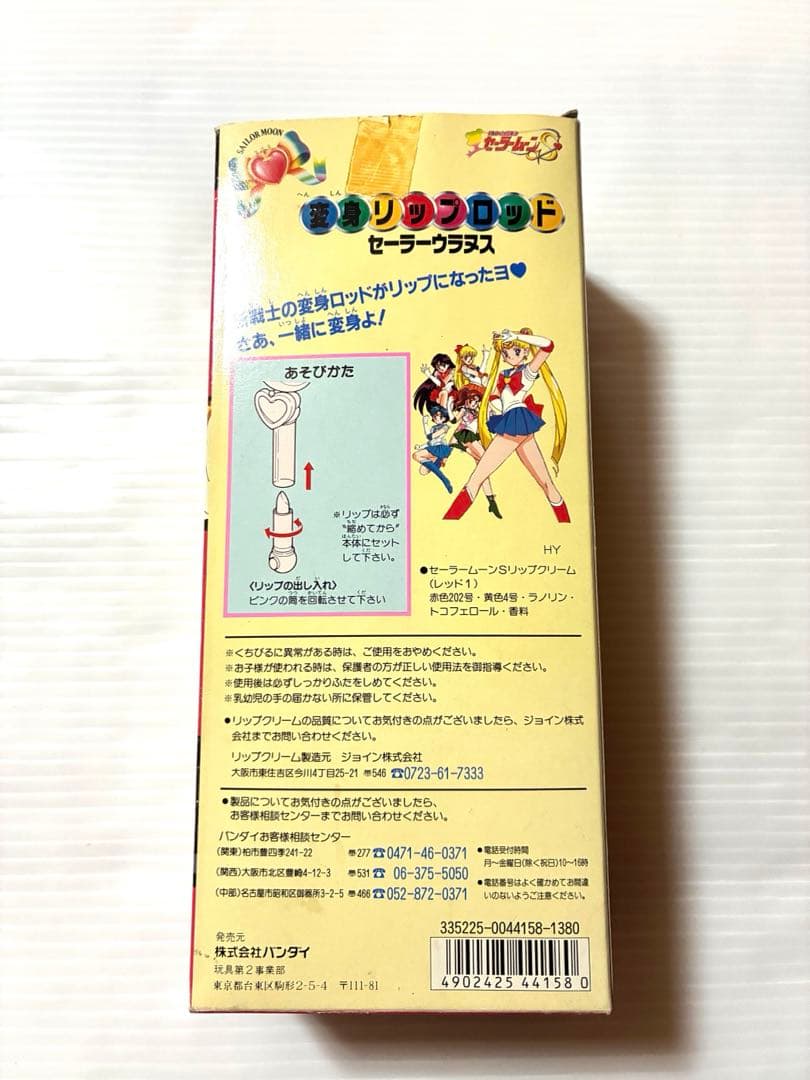 SAILOR MOON
セーラームーンS
へん しん
変身リップロッド
セーラーウラヌス
戦士の変身ロッドがリップになったヨ♥
さあ、一緒に変身よ!
あそびかた
※リップは必ず
"縮めてから"
本体にセット
して下さい。
〈リップの出し入れ〉
ピンクの筒を回転させて下さい
HY
●セーラームーンSリップクリーム
(レッド1)
赤色202号・黄色4号・ラノリン・
トコフェロール・香料
※くちびるに異常がある時は、ご使用をおやめください。
※お子様が使われる時は、保護者の方が正しい使用法を御指導ください。
※使用後は必ずしっかりふたをしめてください。
※乳幼児の手の届かない所に保管してください。
●リップクリームの品質についてお気付きの点がございましたら、ジョイン株式
会社までお問い合わせください。
リップクリーム製造元 ジョイン株式会社
大阪市東住吉区今川4丁目25-21 〒546 ☎0723-61-7333
●製品についてお気付きの点がございましたら、
お客様相談センターまでお問い合わせください。
バンダイお客様相談センター
(関東)柏市豊四季241-22 〒277 ☎0471-46-0371
(関西)大阪市北区豊崎4-12-3 〒531 ☎06-375-5050
(中部)名古屋市昭和区御器所3-2-5 〒466 ☎052-872-0371
●電話受付時間
月〜金曜日(除く祝日)10〜16時
●電話番号はよく確かめてお間違
いのないようご注意ください。
発売元
株式会社バンダイ
玩具第2事業部
東京都台東区駒形2-5-4 〒111-81
335225-0044158-1380
4902425441580